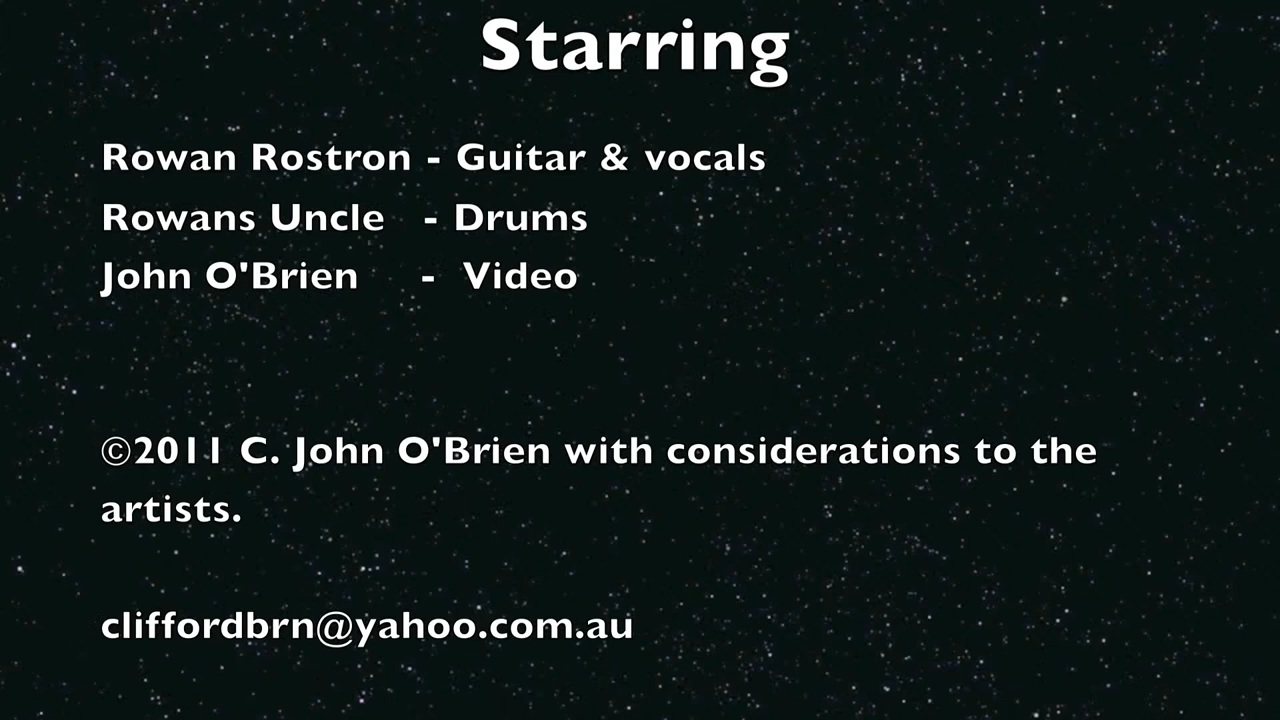 Starring
Rowan Rostron - Guitar & vocals
Rowans Uncle - Drums
John O'Brien - Video
©2011 C. John O'Brien with considerations to the
artists.
cliffordbrn@yahoo.com.au